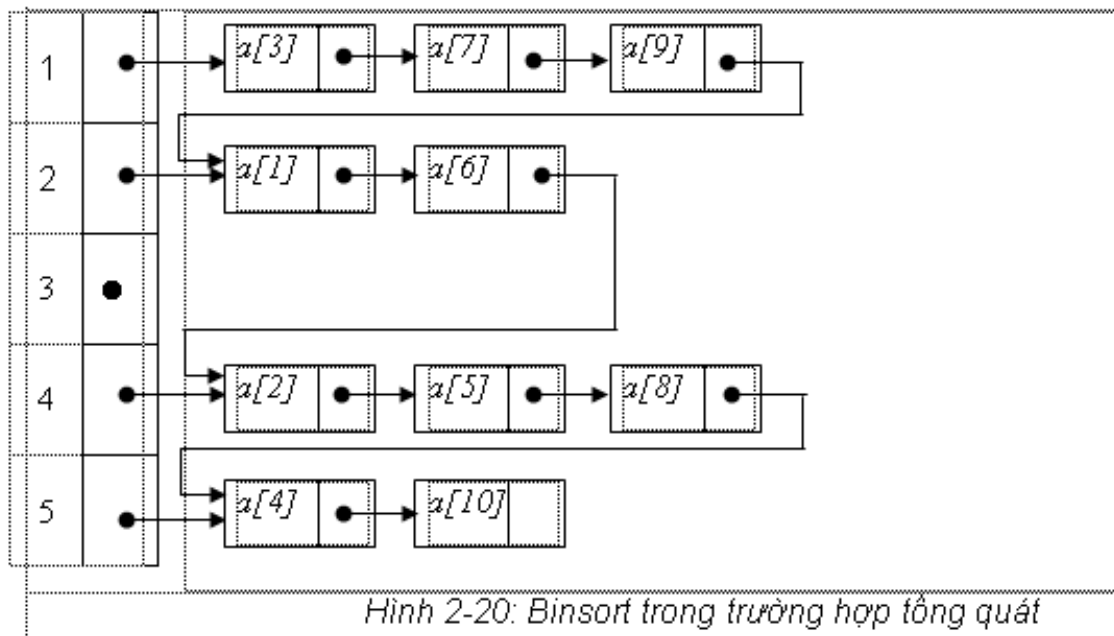 1 a[3] a[7] a[9]
2 a[1] a[6]
3
4 a[2] a[5] a[8]
5 a[4] a[10]
Hình 2-20: Binsort trong trường hợp tổng quát